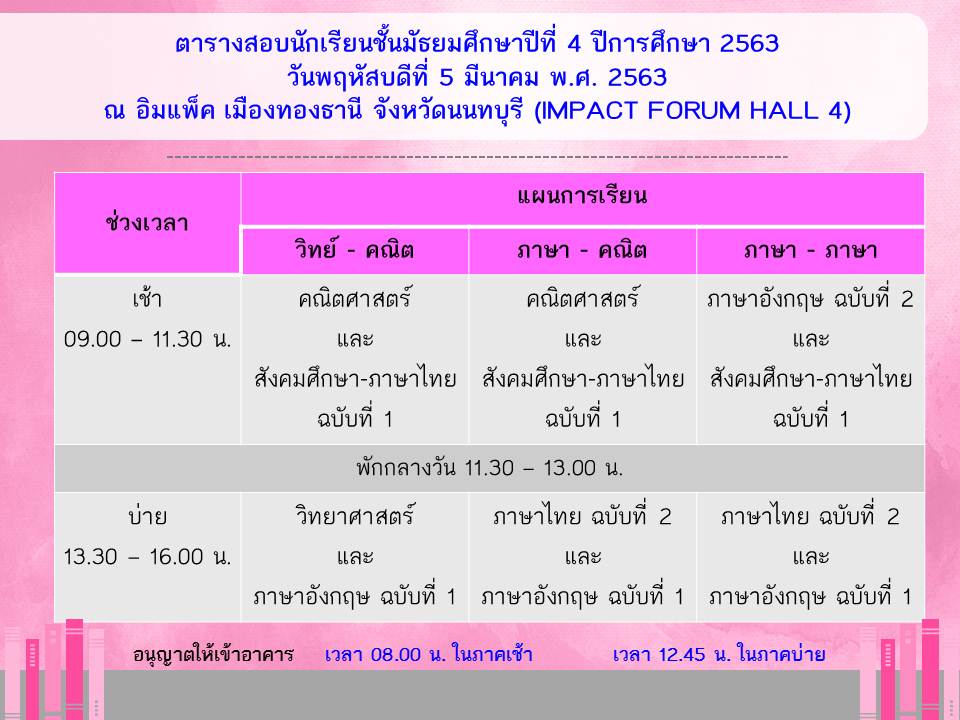 ตารางสอบนักเรียนชั้นมัธยมศึกษาปีที่ 4 ปีการศึกษา 2563
วันพฤหัสบดีที่ 5 มีนาคม พ.ศ. 2563
ณ อิมแพ็ค เมืองทองธานี จังหวัดนนทบุรี (IMPACT FORUM HALL 4)
ช่วงเวลา
แผนการเรียน
วิทย์ - คณิต
ภาษา - คณิต
ภาษา - ภาษา
เช้า
09.00 – 11.30 น.
คณิตศาสตร์
และ
สังคมศึกษา-ภาษาไทย
ฉบับที่ 1
คณิตศาสตร์
และ
สังคมศึกษา-ภาษาไทย
ฉบับที่ 1
ภาษาอังกฤษ ฉบับที่ 2
และ
สังคมศึกษา-ภาษาไทย
ฉบับที่ 1
พักกลางวัน 11.30 – 13.00 น.
บ่าย
13.30 – 16.00 น.
วิทยาศาสตร์
และ
ภาษาอังกฤษ ฉบับที่ 1
ภาษาไทย ฉบับที่ 2
และ
ภาษาอังกฤษ ฉบับที่ 1
ภาษาไทย ฉบับที่ 2
และ
ภาษาอังกฤษ ฉบับที่ 1
อนุญาตให้เข้าอาคาร เวลา 08.00 น. ในภาคเช้า เวลา 12.45 น. ในภาคบ่าย